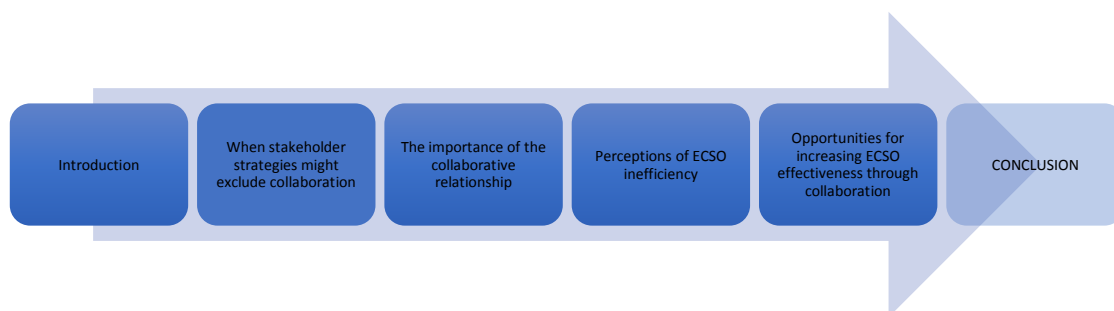 Introduction
When stakeholder
strategies might
exclude collaboration
The importance of the
collaborative
relationship
Perceptions of ECSO
inefficiency
Opportunities for
increasing ECSO
effectiveness through
collaboration
CONCLUSION